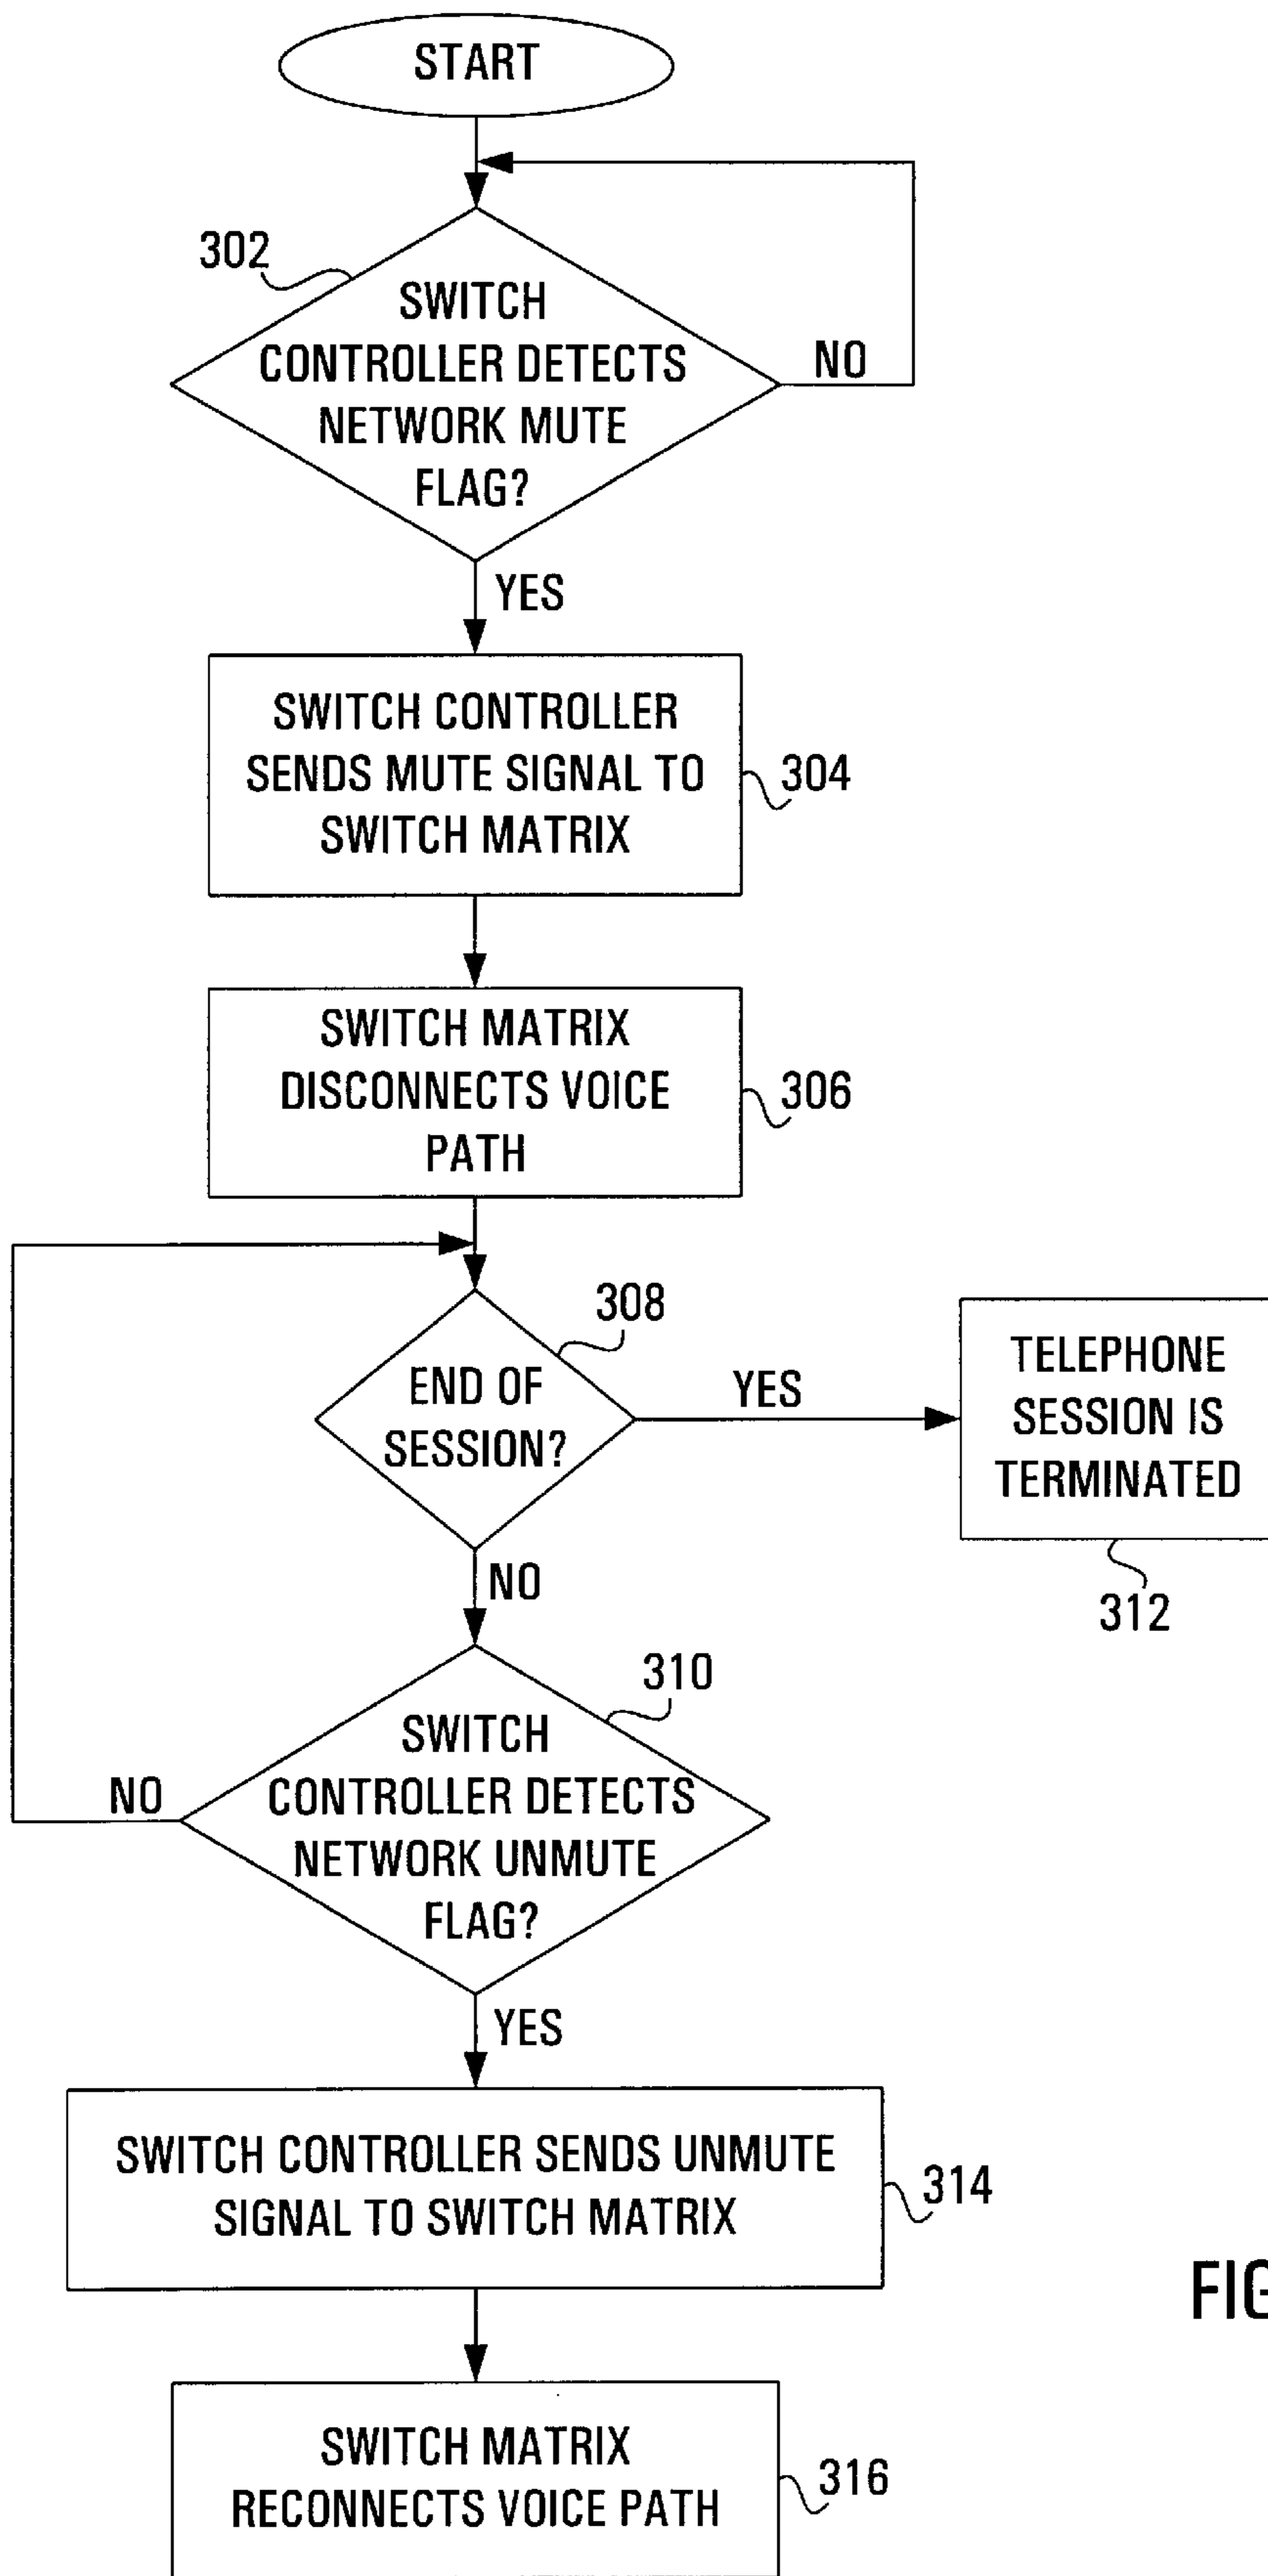 START
302
SWITCH
CONTROLLER DETECTS
NETWORK MUTE
FLAG?
NO
YES
SWITCH CONTROLLER
SENDS MUTE SIGNAL TO
SWITCH MATRIX
304
SWITCH MATRIX
DISCONNECTS VOICE
PATH
306
308
END OF
SESSION?
YES
TELEPHONE
SESSION IS
TERMINATED
312
NO
310
SWITCH
CONTROLLER DETECTS
NETWORK UNMUTE
FLAG?
NO
YES
SWITCH CONTROLLER SENDS UNMUTE
SIGNAL TO SWITCH MATRIX
314
FIG
SWITCH MATRIX
RECONNECTS VOICE PATH
316